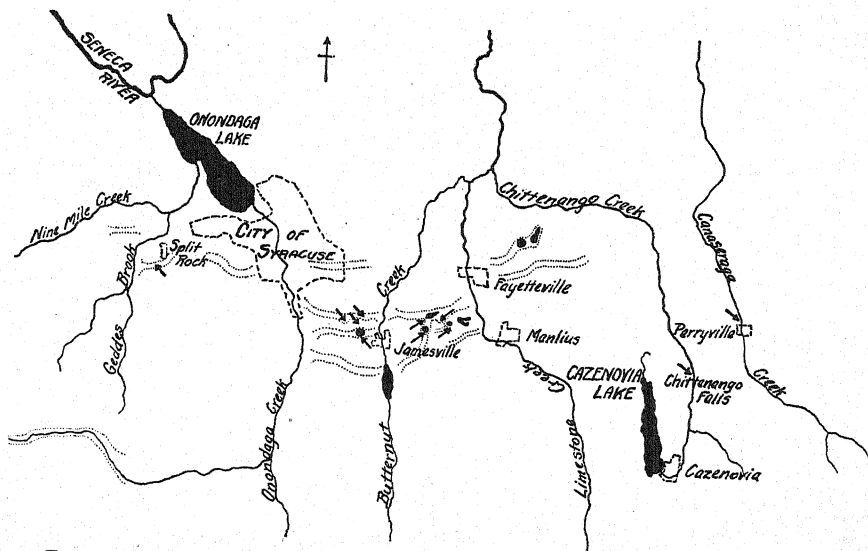 SENECA
RIVER
ONONDAGA
LAKE
Nine Mile Creek
Chittenango Creek
Canaseraga
Creek
CITY OF
SYRACUSE
Split
Rock
Geddes Brook
Creek
Fayetteville
Perryville
Jamesville
Manlius
Creek
CAZENOVIA
LAKE
Chittenango
Falls
Onondaga Creek
Butternut
Limestone
Cazenovia